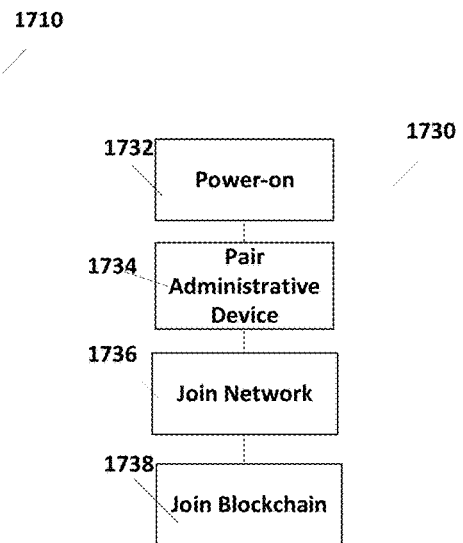 1710
1730
1732
Power-on
1734
Pair
Administrative
Device
1736
Join Network
1738
Join Blockchain